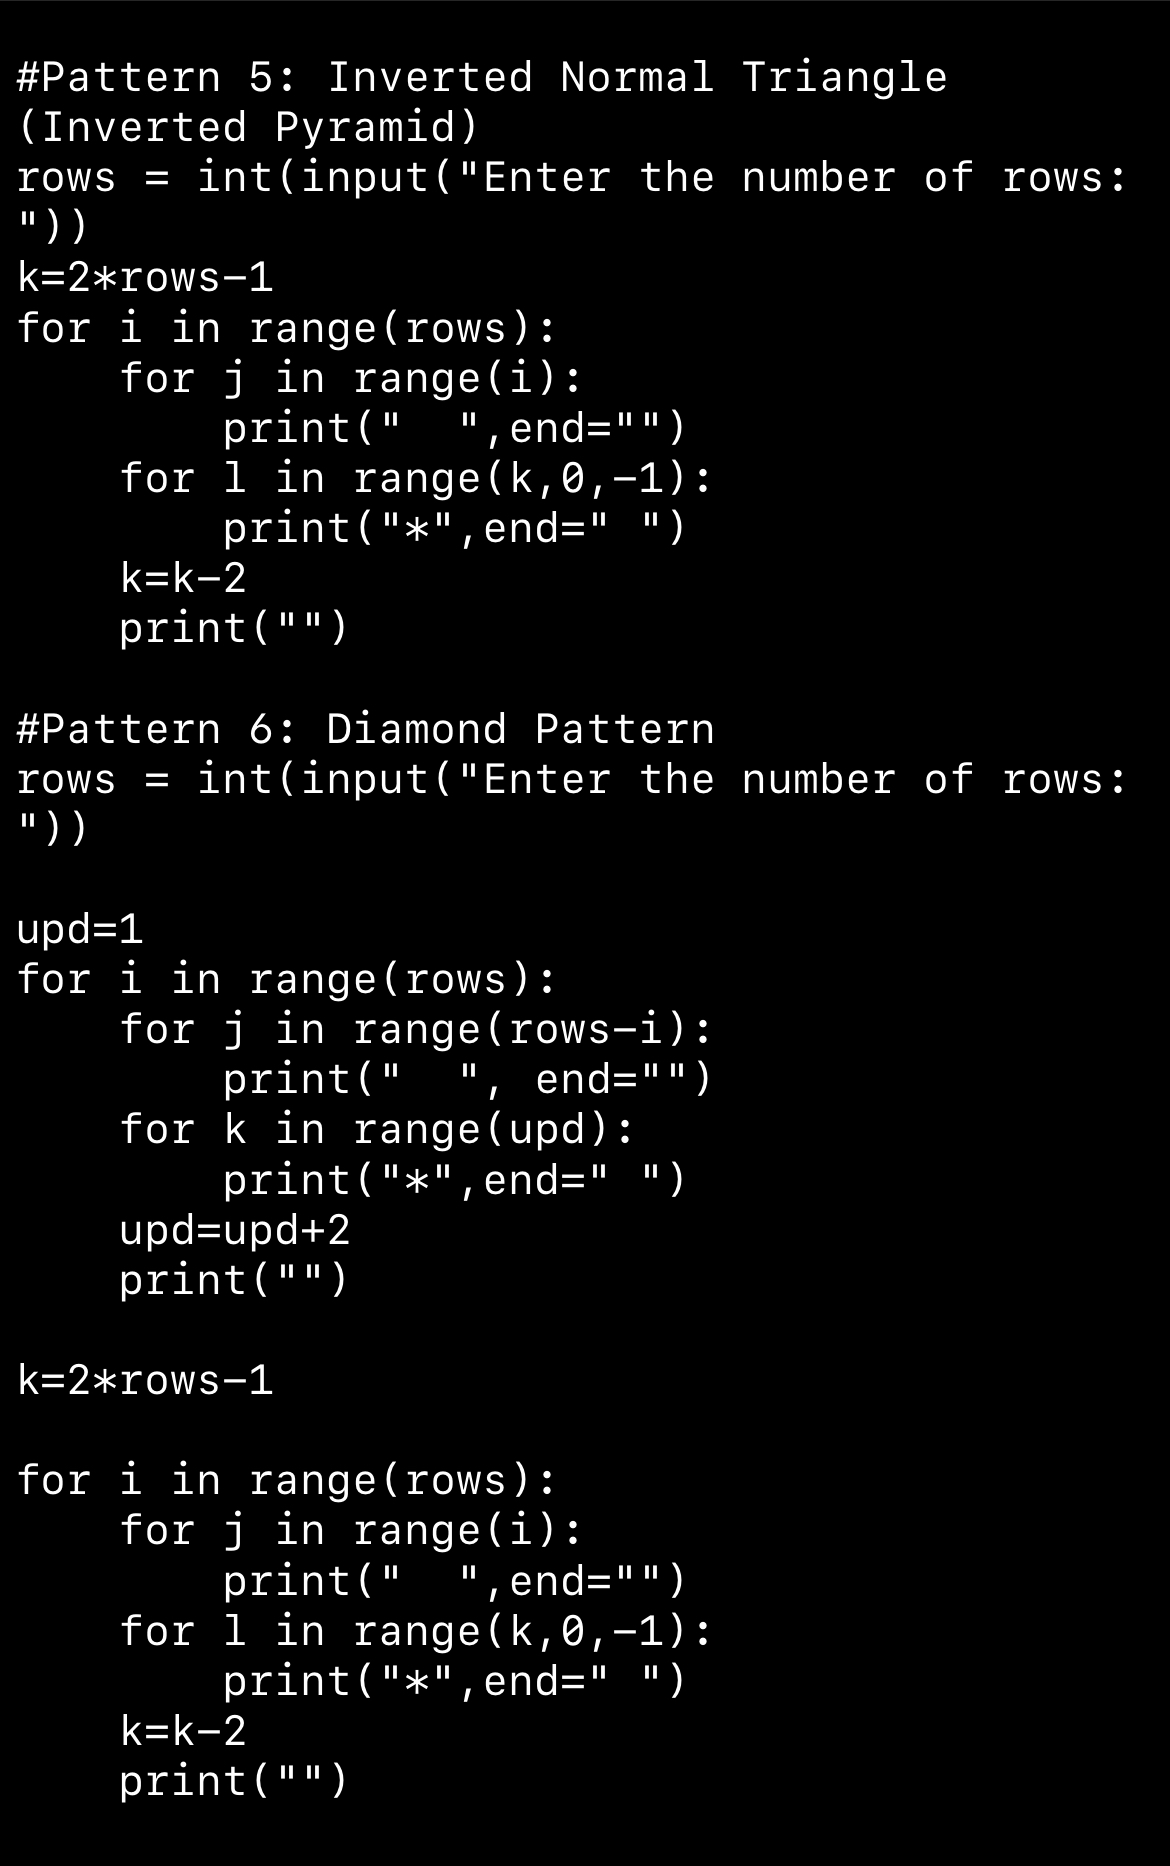 #Pattern 5: Inverted Normal Triangle
(Inverted Pyramid)
rows = int(input("Enter the number of rows:
"))
k=2*rows-1
for i in range(rows):
    for j in range(i):
        print("  ",end="")
    for l in range(k,0,-1):
        print("*",end=" ")
    k=k-2
    print("")

#Pattern 6: Diamond Pattern
rows = int(input("Enter the number of rows:
"))

upd=1
for i in range(rows):
    for j in range(rows-i):
        print("  ", end="")
    for k in range(upd):
        print("*",end=" ")
    upd=upd+2
    print("")

k=2*rows-1

for i in range(rows):
    for j in range(i):
        print("  ",end="")
    for l in range(k,0,-1):
        print("*",end=" ")
    k=k-2
    print("")